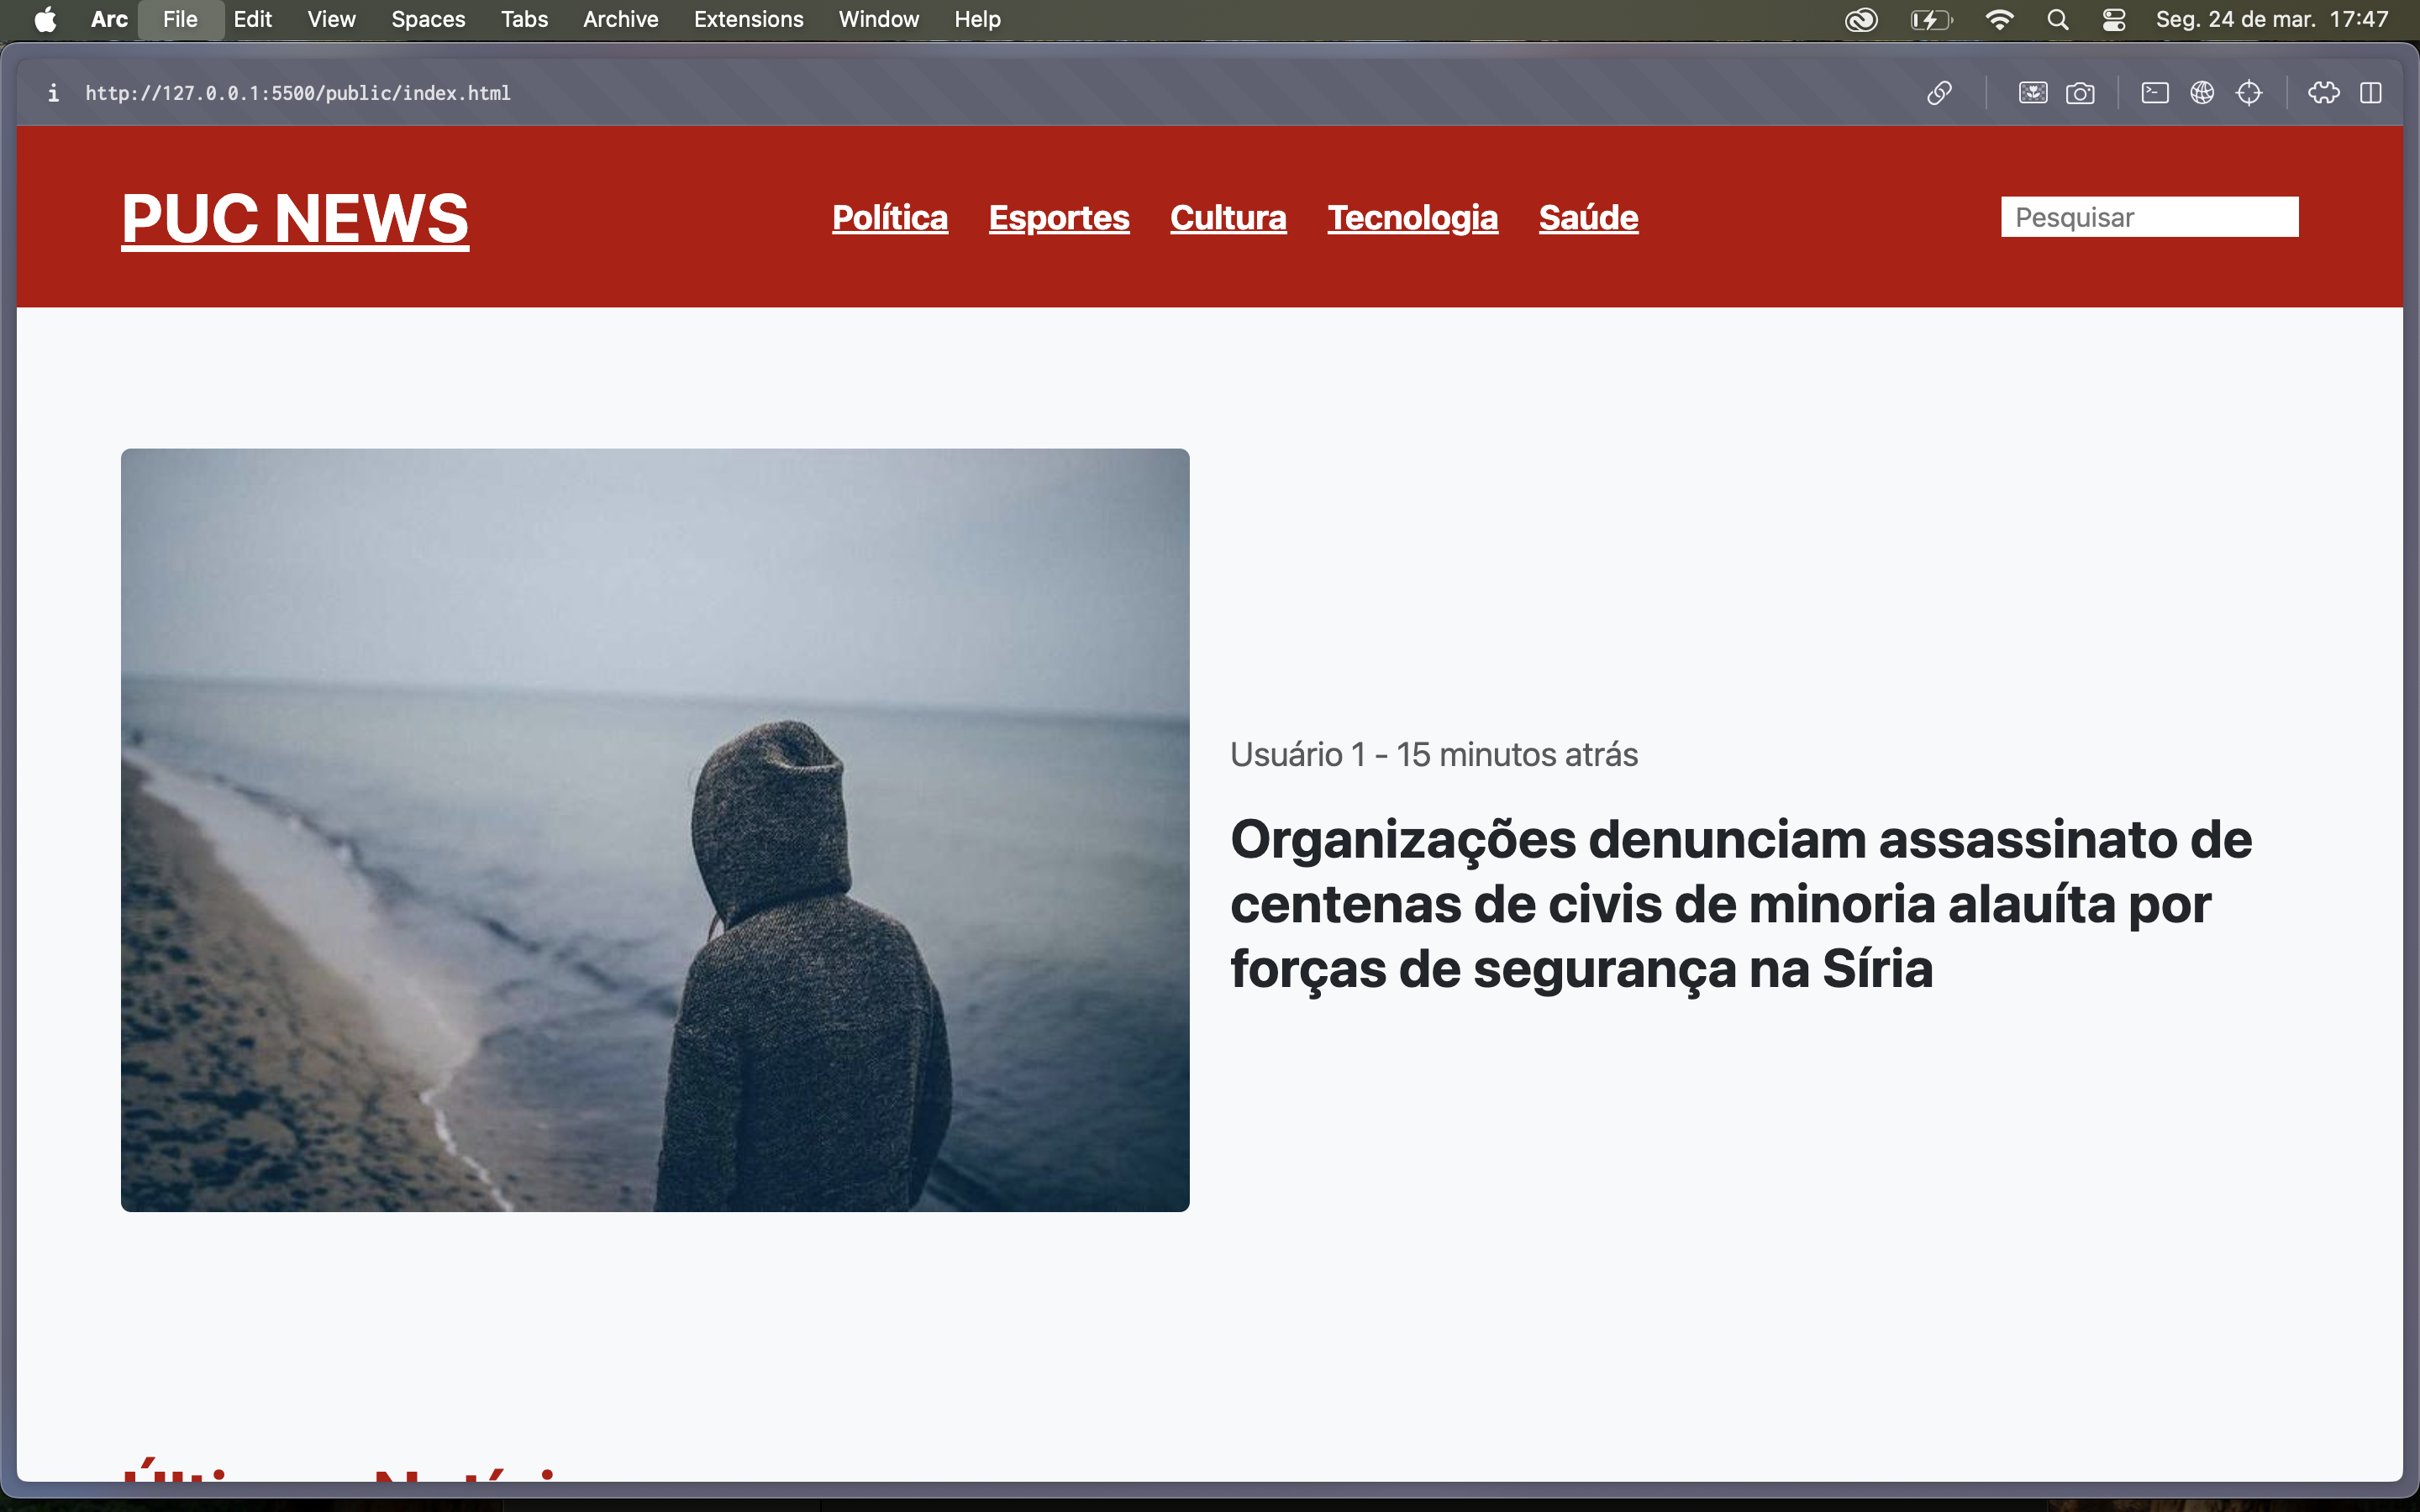 Arc File Edit View Spaces Tabs Archive Extensions Window Help Seg. 24 de mar. 17:47
http://127.0.0.1:5500/public/index.html
PUC NEWS Política Esportes Cultura Tecnologia Saúde Pesquisar
Usuário 1 - 15 minutos atrás
Organizações denunciam assassinato de
centenas de civis de minoria alauíta por
forças de segurança na Síria